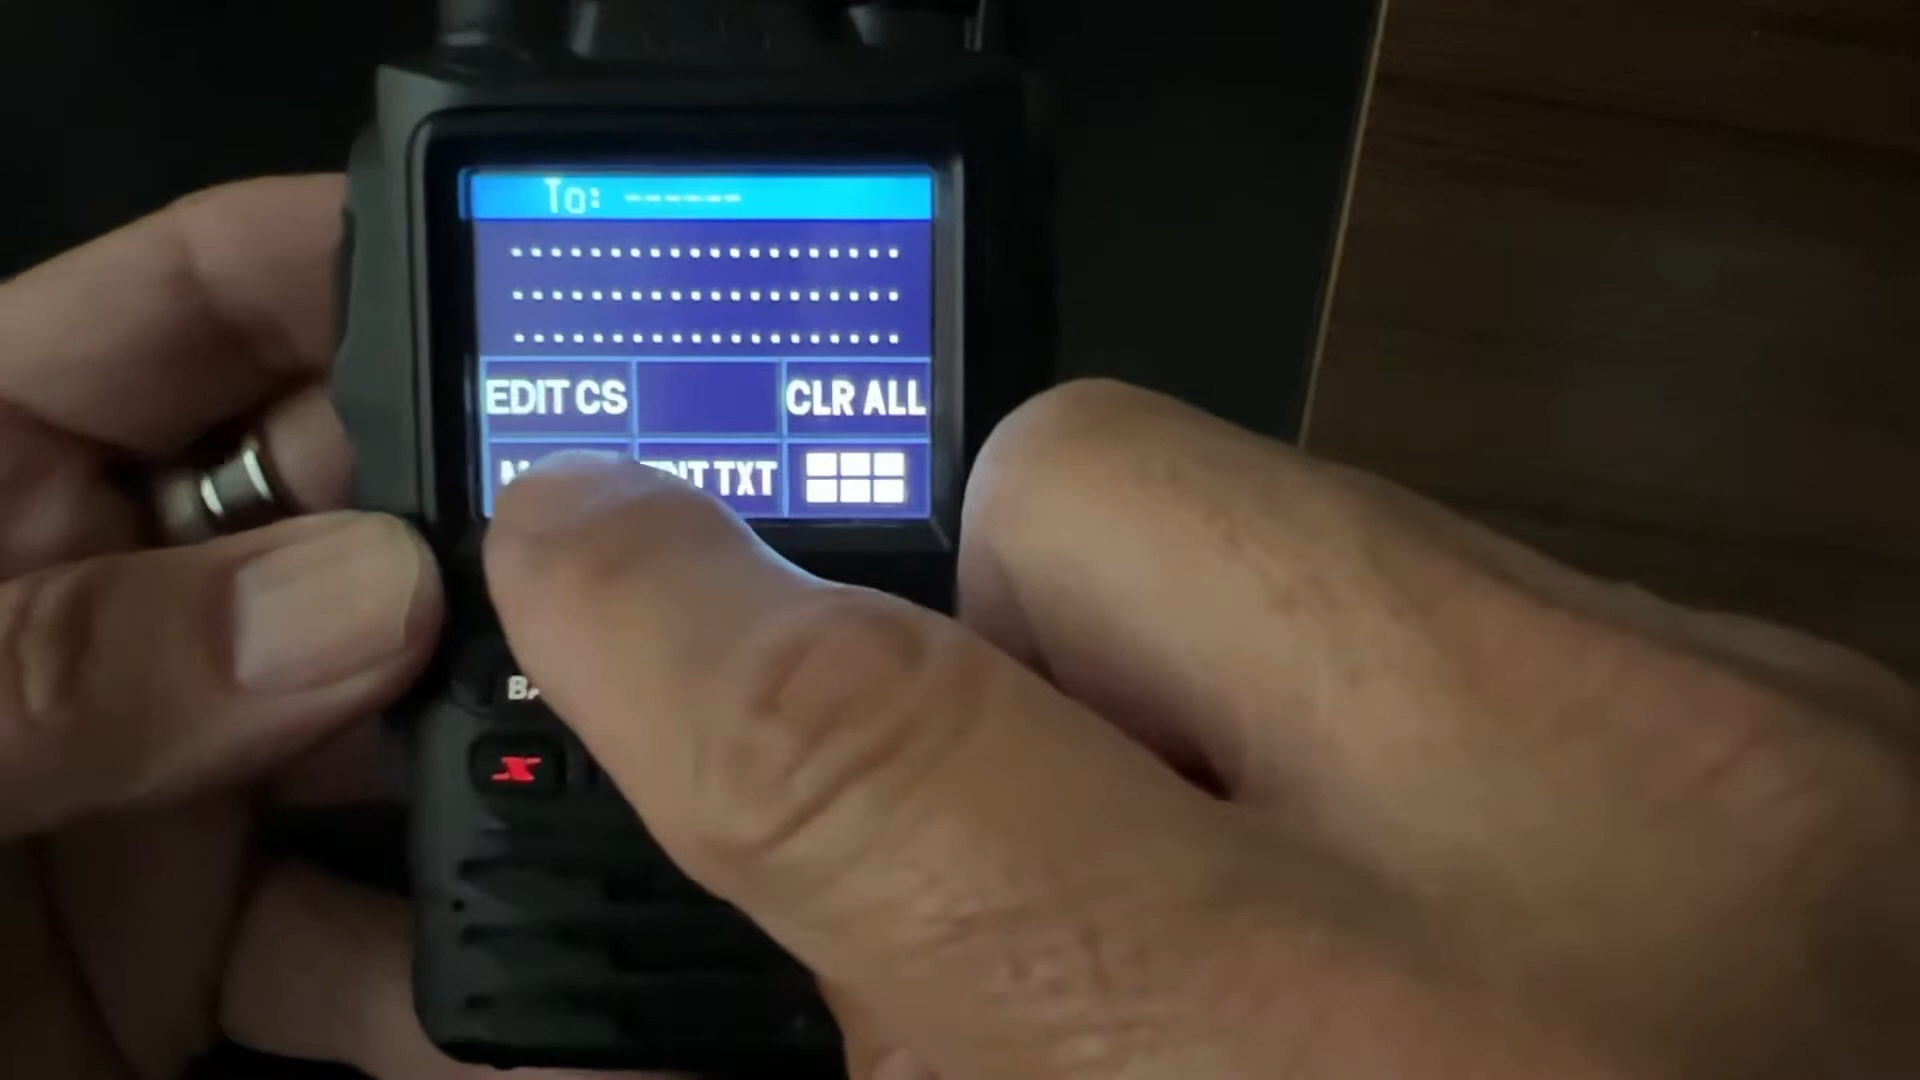 To: ------
EDIT CS CLR ALL
TXT